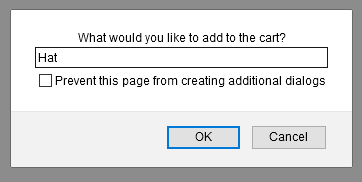 What would you like to add to the cart?
Hat
Prevent this page from creating additional dialogs
OK Cancel